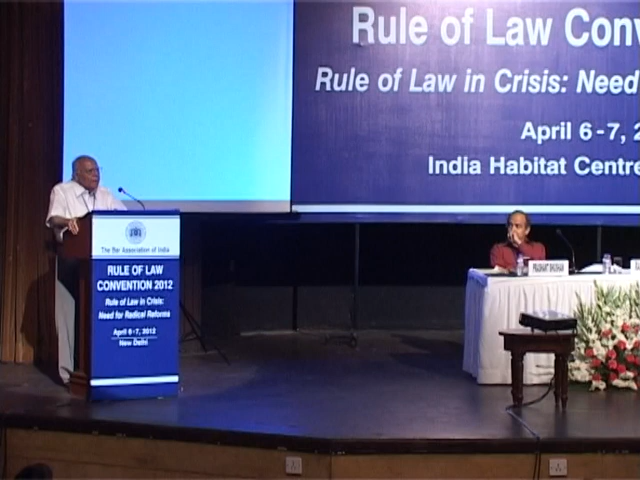 Rule of Law Conv
Rule of Law in Crisis: Need
April 6-7, 2
India Habitat Centre
The Bar Association of India
RULE OF LAW
CONVENTION 2012
Rule of Law in Crisis:
Need for Radical Reforms
April 6-7, 2012
New Delhi
PRASHANT BHUSHAN